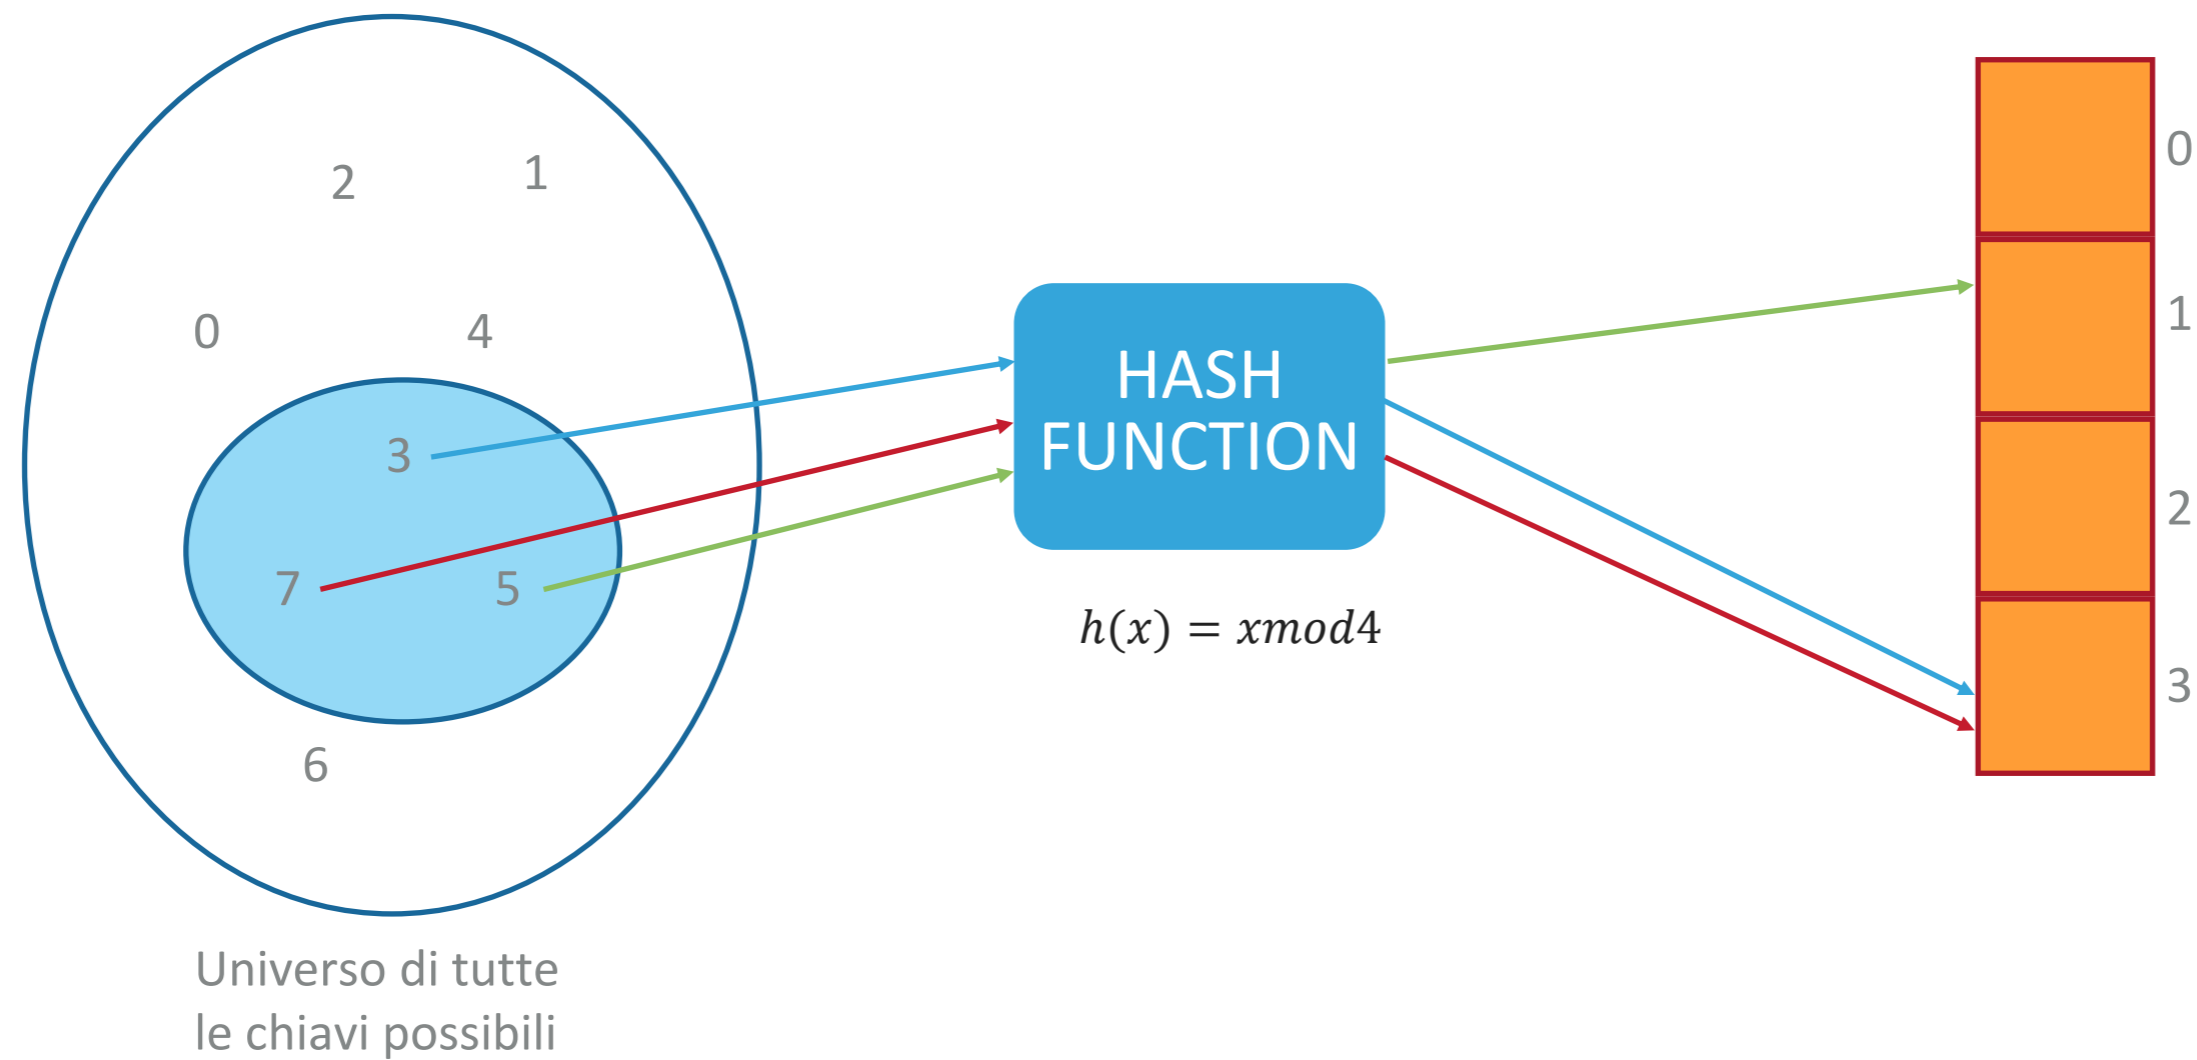 2
1
0
4
3
7
5
6
Universo di tutte
le chiavi possibili
HASH
FUNCTION
h(x) = xmod4
0
1
2
3